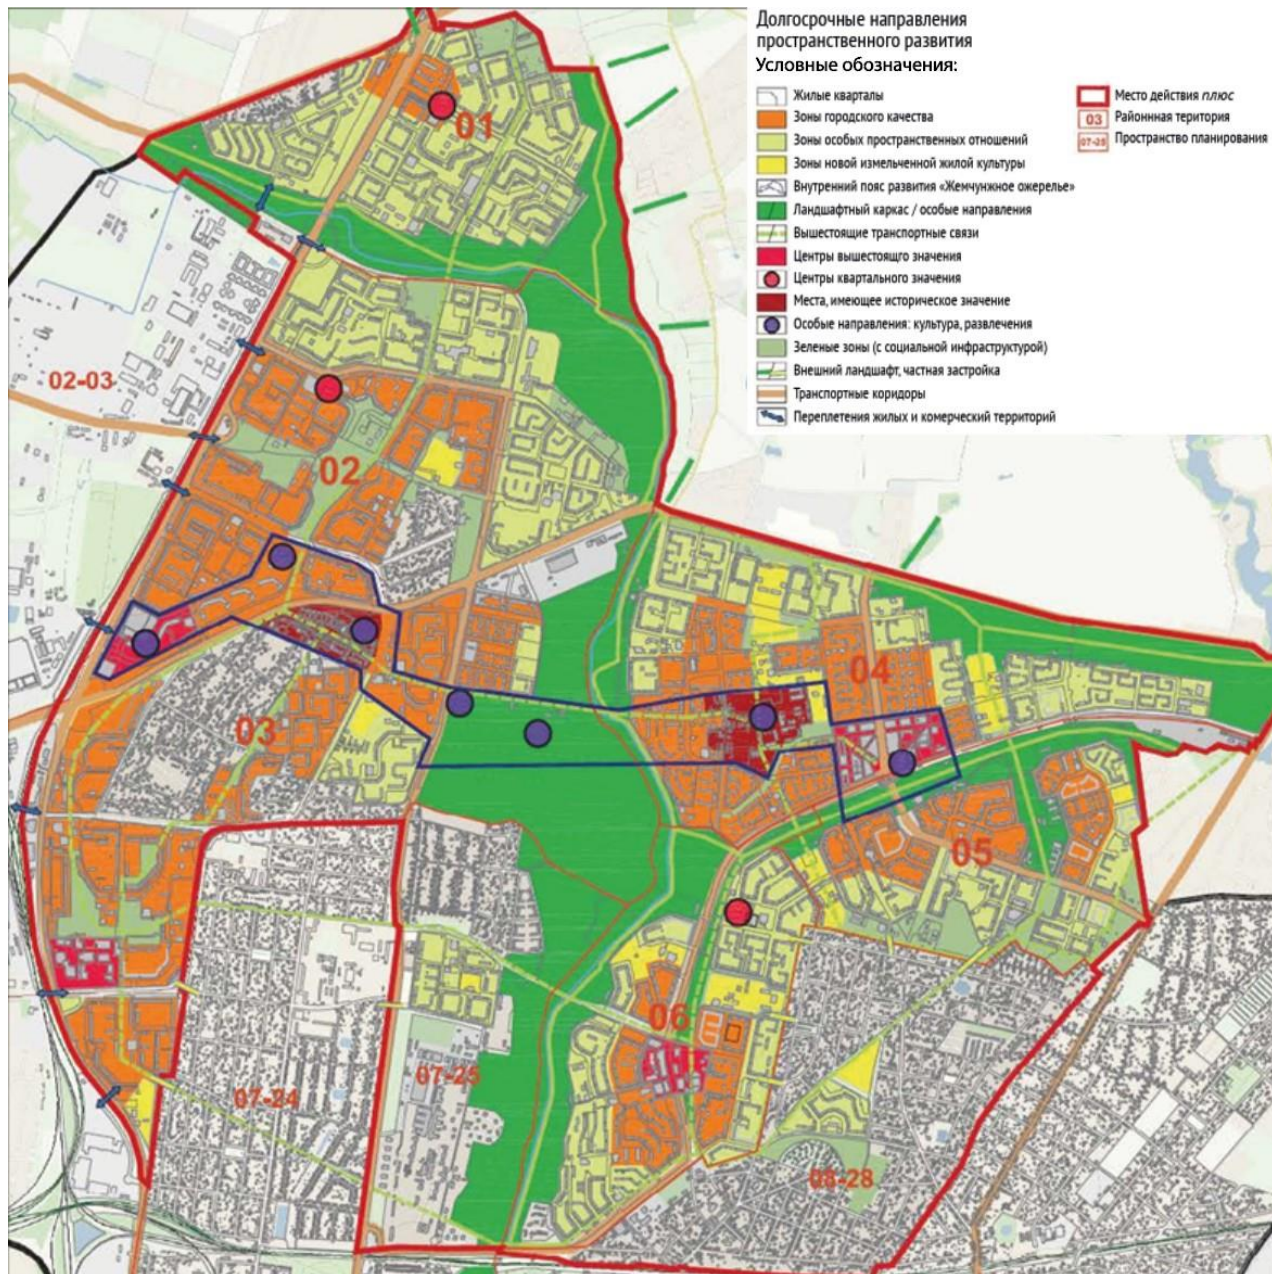 Долгосрочные направления
пространственного развития
Условные обозначения:
Жилые кварталы
Зоны городского качества
Зоны особых пространственных отношений
Зоны новой измельченной жилой культуры
Внутренний пояс развития «Жемчунжное ожерелье»
Ландшафтный каркас / особые направления
Вышестоящие транспортные связи
Центры вышестоящго значения
Центры квартального значения
Места, имеющее историческое значение
Особые направления: культура, развлечения
Зеленые зоны (с социальной инфраструктурой)
Внешний ландшафт, частная застройка
Транспортные коридоры
Переплетения жилых и комерческий территорий
Место действия плюс
03 Районнная територия
07-25 Пространство планирования
01
02-03
02
03
04
05
06
07-24
07-25
08-28